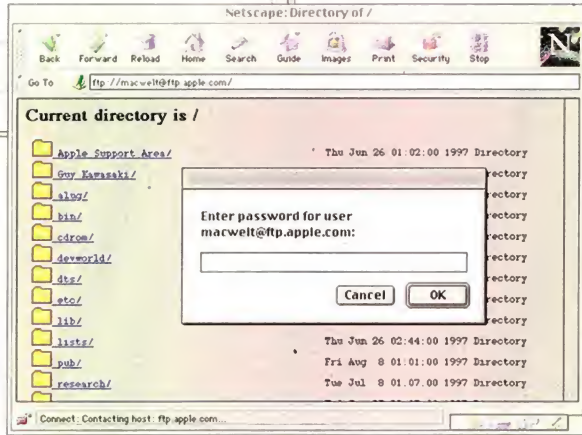 Netscape: Directory of /
Back Forward Reload Home Search Guide Images Print Security Stop
N
Go To ftp://macwelt@ftp.apple.com/
Current directory is /
Apple Support Area/ Thu Jun 26 01:02:00 1997 Directory
Guy Kawasaki/ rectory
alug/ rectory
bin/ rectory
cdrom/ rectory
devworld/ rectory
dts/ rectory
etc/ rectory
lib/ rectory
lists/ Thu Jun 26 02:44:00 1997 Directory
pub/ Fri Aug 8 01:01:00 1997 Directory
research/ Tue Jul 8 01.07.00 1997 Directory
Enter password for user
macwelt@ftp.apple.com:
Cancel OK
Connect: Contacting host: ftp.apple.com...